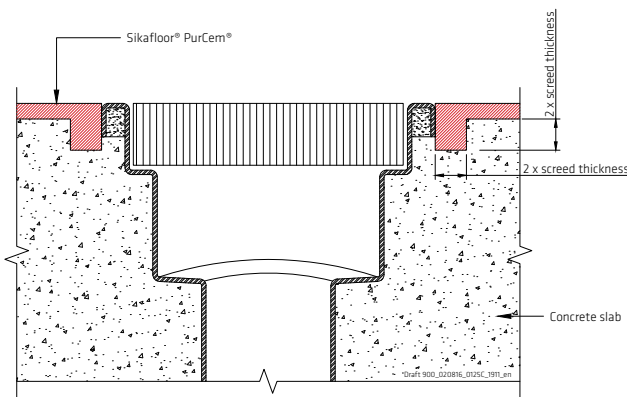 Sikafloor® PurCem®
2 x screed thickness
2 x screed thickness
Concrete slab
*Draft 900_020816_0125C_1911_en